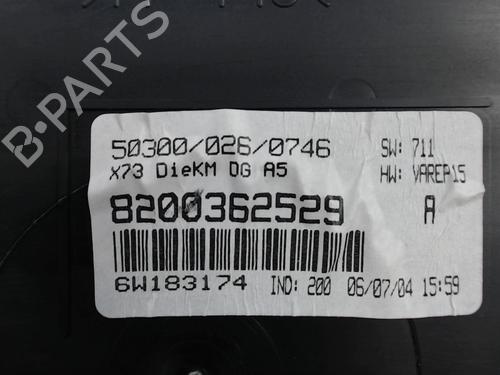 50300/026/0746 SW: 711
X73 DieKM DG A5 HW: VAREP15
8200362529 A
6W183174 IND: 200 06/07/04 15:59
B-PARTS